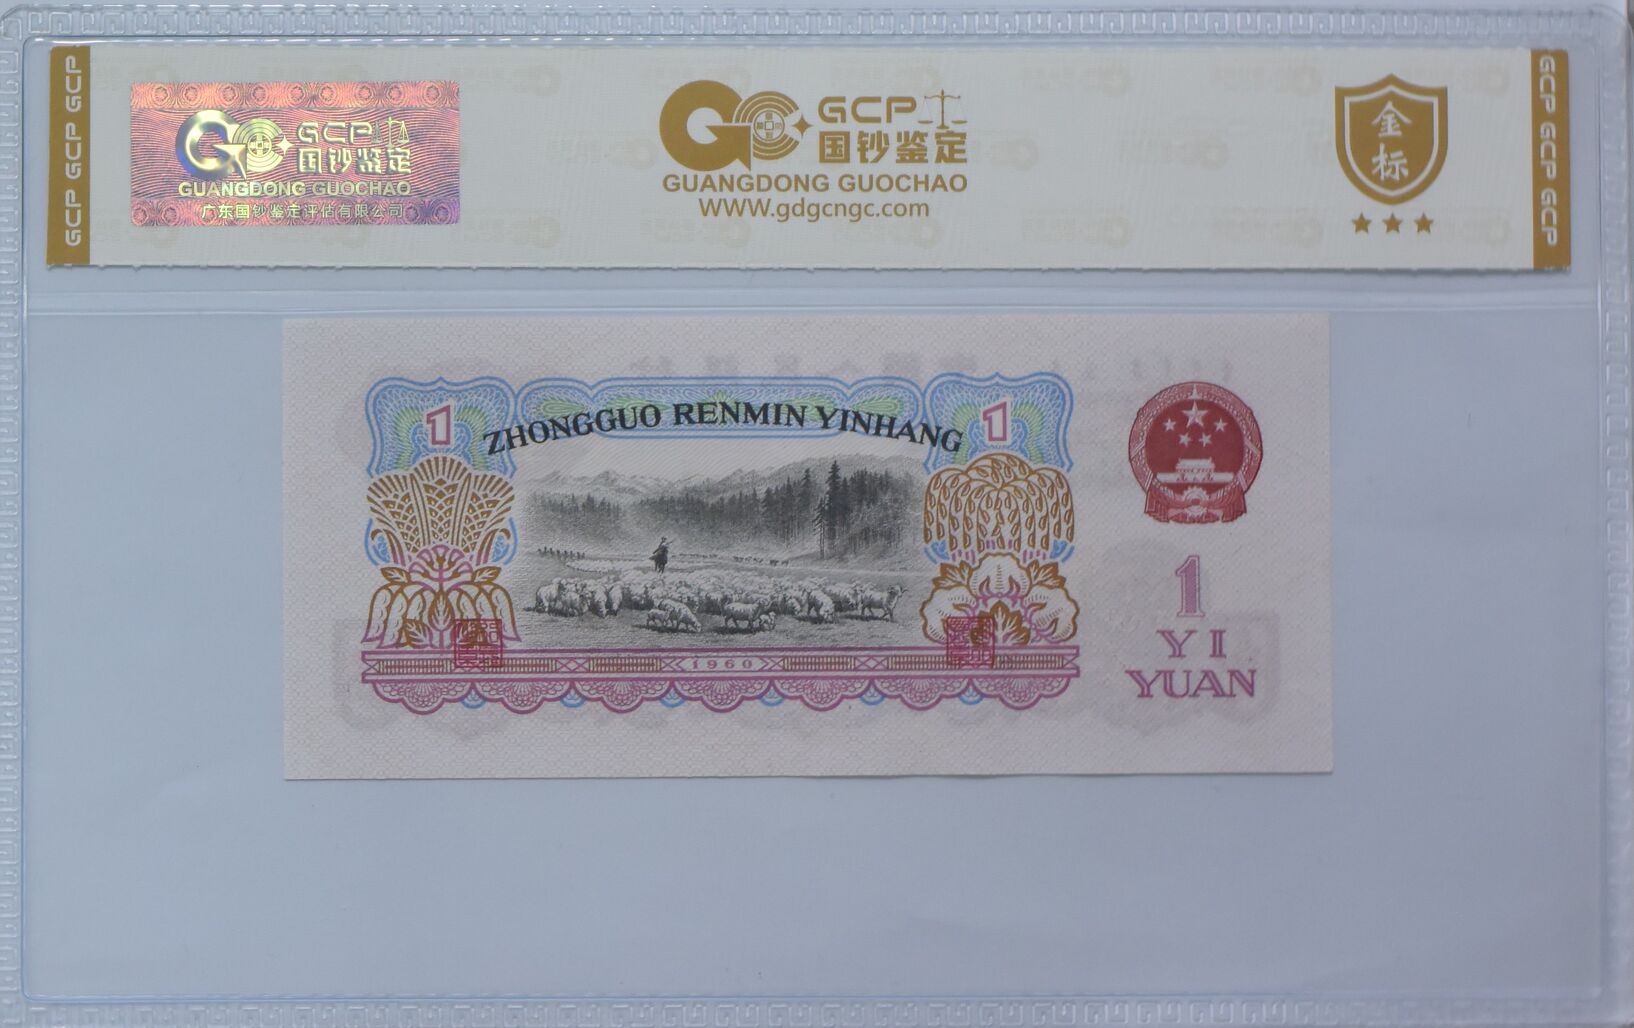 GCP GCP GCP
GCP
国钞鉴定
GUANGDONG GUOCHAO
广东国钞鉴定评估有限公司
GCP
国钞鉴定
GUANGDONG GUOCHAO
WWW.gdgcngc.com
金标
GCP GCP GCP
1
ZHONGGUO RENMIN YINHANG
1
1960
1
YI
YUAN